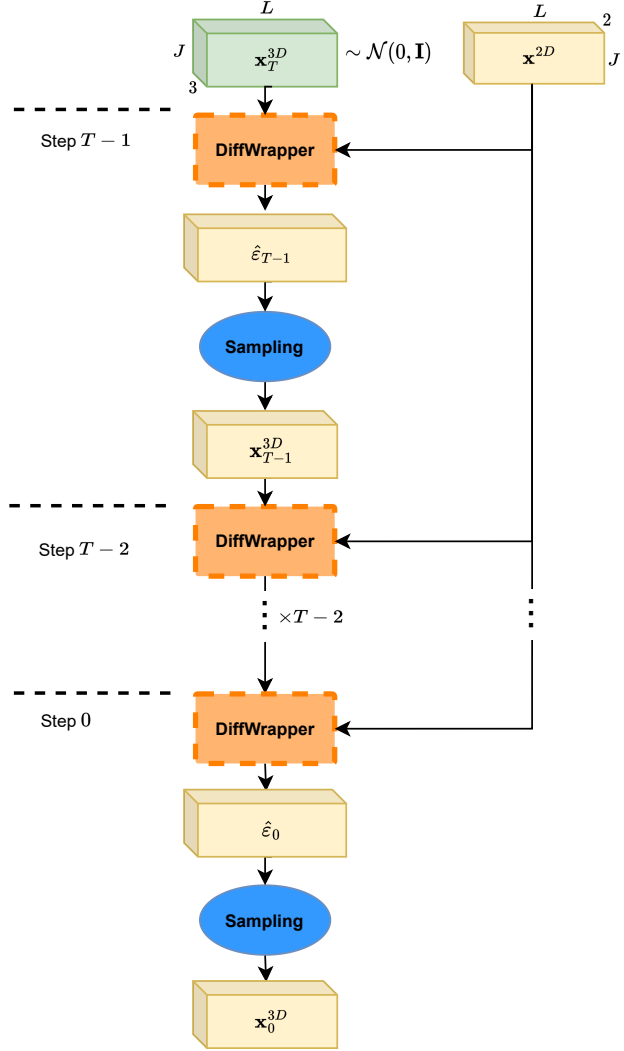 L
J
3
𝐱_T^{3D}
∼ 𝒩(0, 𝐈)
L
2
𝐱^{2D}
J
Step T − 1
DiffWrapper
ε̂_{T−1}
Sampling
𝐱_{T−1}^{3D}
Step T − 2
DiffWrapper
⋮ ×T − 2
⋮
Step 0
DiffWrapper
ε̂_0
Sampling
𝐱_0^{3D}